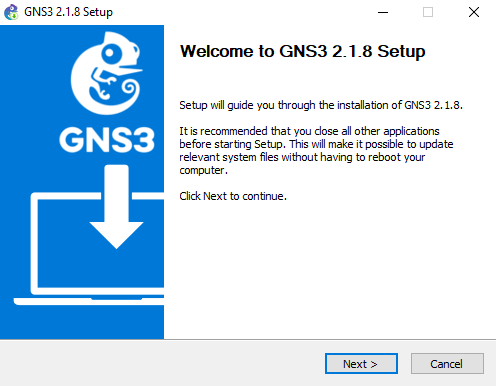 GNS3 2.1.8 Setup
GNS3
Welcome to GNS3 2.1.8 Setup
Setup will guide you through the installation of GNS3 2.1.8.
It is recommended that you close all other applications
before starting Setup. This will make it possible to update
relevant system files without having to reboot your
computer.
Click Next to continue.
Next >
Cancel